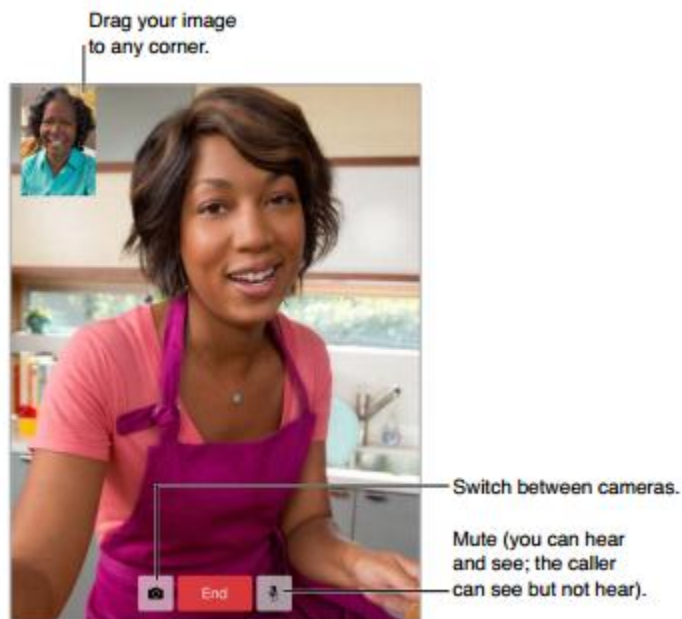 Drag your image
to any corner.
Switch between cameras.
Mute (you can hear
and see; the caller
can see but not hear).
End